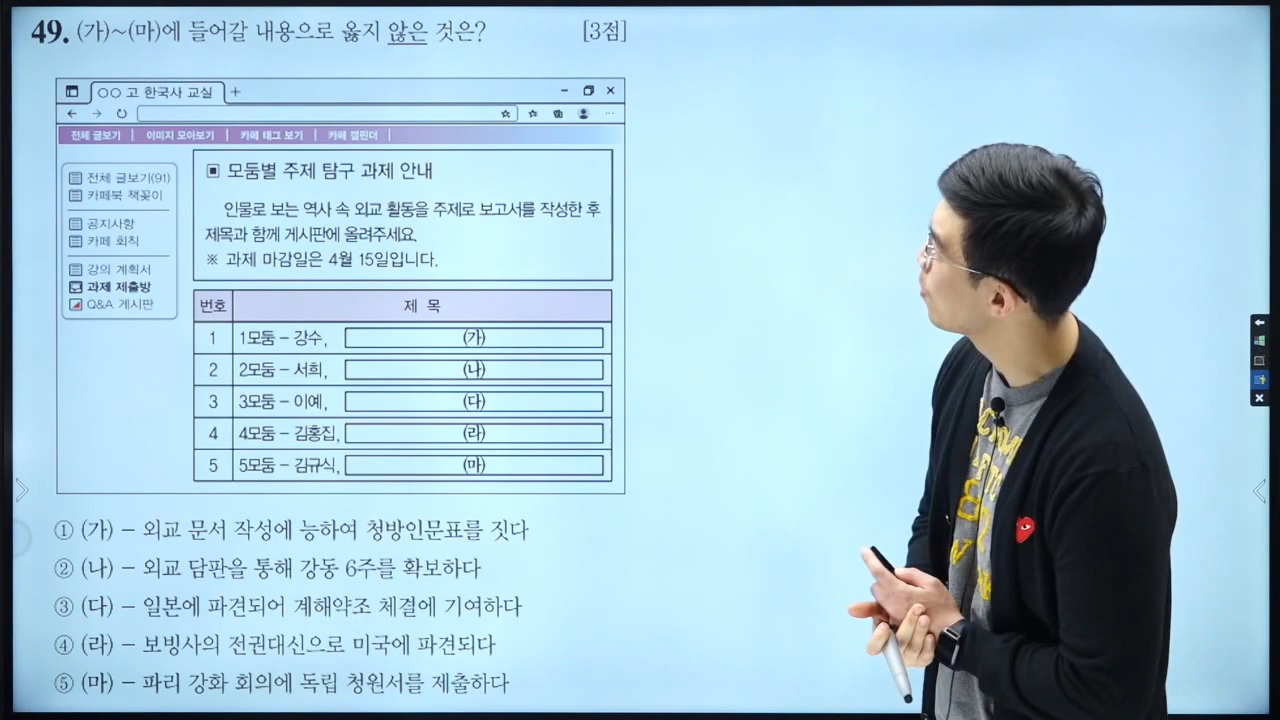 49. (가)~(마)에 들어갈 내용으로 옳지 않은 것은? [3점]
○○ 고 한국사 교실 +
전체 글보기 | 이미지 모아보기 | 카페 태그 보기 | 카페 캘린더 |
전체 글보기(91)
카페북 책꽂이
공지사항
카페 회칙
강의 계획서
과제 제출방
Q&A 게시판
▣ 모둠별 주제 탐구 과제 안내
인물로 보는 역사 속 외교 활동을 주제로 보고서를 작성한 후
제목과 함께 게시판에 올려주세요.
※ 과제 마감일은 4월 15일입니다.
번호 제 목
1 1모둠 – 강수, (가)
2 2모둠 – 서희, (나)
3 3모둠 – 이예, (다)
4 4모둠 – 김홍집, (라)
5 5모둠 – 김규식, (마)
① (가) – 외교 문서 작성에 능하여 청방인문표를 짓다
② (나) – 외교 담판을 통해 강동 6주를 확보하다
③ (다) – 일본에 파견되어 계해약조 체결에 기여하다
④ (라) – 보빙사의 전권대신으로 미국에 파견되다
⑤ (마) – 파리 강화 회의에 독립 청원서를 제출하다